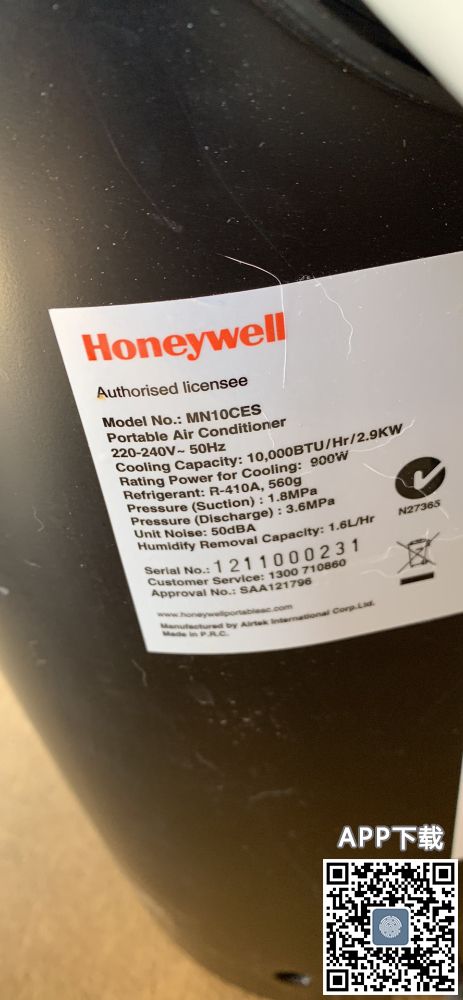 Honeywell
Authorised licensee
Model No.: MN10CES
Portable Air Conditioner
220-240V~ 50Hz
Cooling Capacity: 10,000BTU/Hr/2.9KW
Rating Power for Cooling: 900W
Refrigerant: R-410A, 560g
Pressure (Suction) : 1.8MPa
Pressure (Discharge) : 3.6MPa
Unit Noise: 50dBA
Humidity Removal Capacity: 1.6L/Hr
N27365
Serial No.: 1211000231
Customer Service: 1300 710860
Approval No.: SAA121796
www.honeywellportableac.com
Manufactured by Airtek International Corp.Ltd.
Made in P.R.C.
APP下载